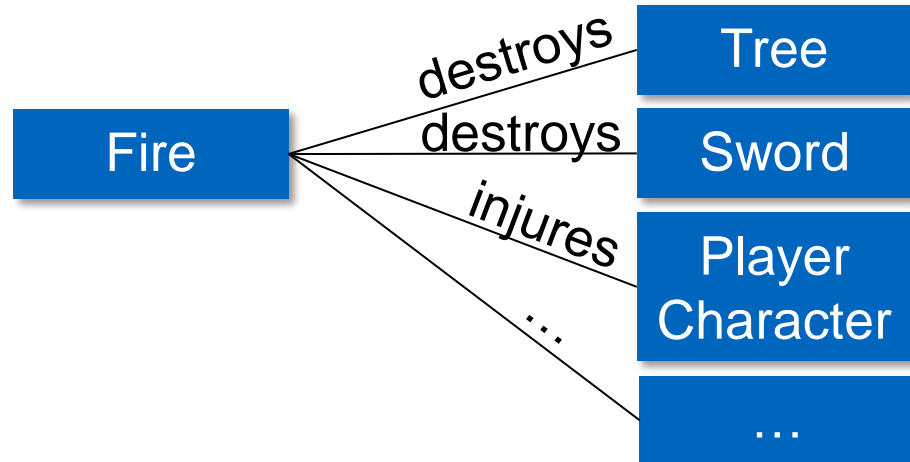 Fire
destroys
Tree
destroys
Sword
injures
Player
Character
…
…